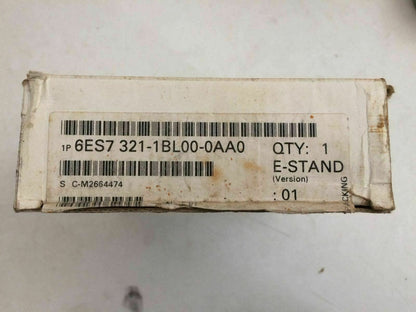 1P 6ES7 321-1BL00-0AA0 QTY: 1
E-STAND
(Version)
S C-M2664474 : 01